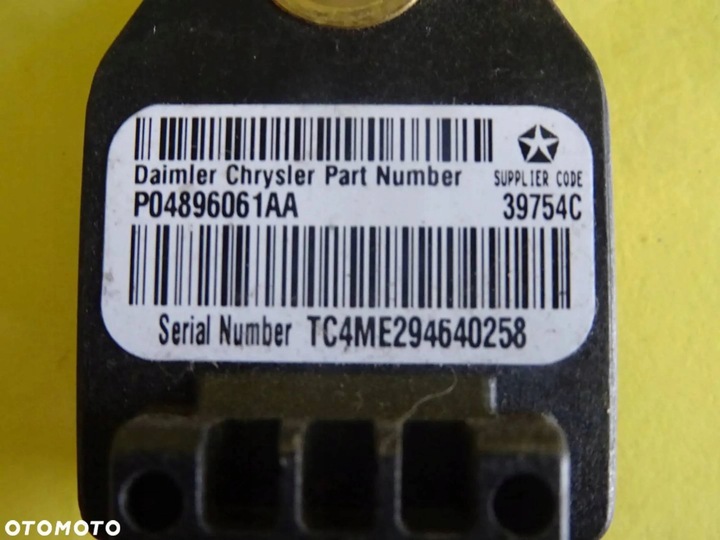 Daimler Chrysler Part Number
SUPPLIER CODE
P04896061AA
39754C
Serial Number TC4ME294640258
OTOMOTO